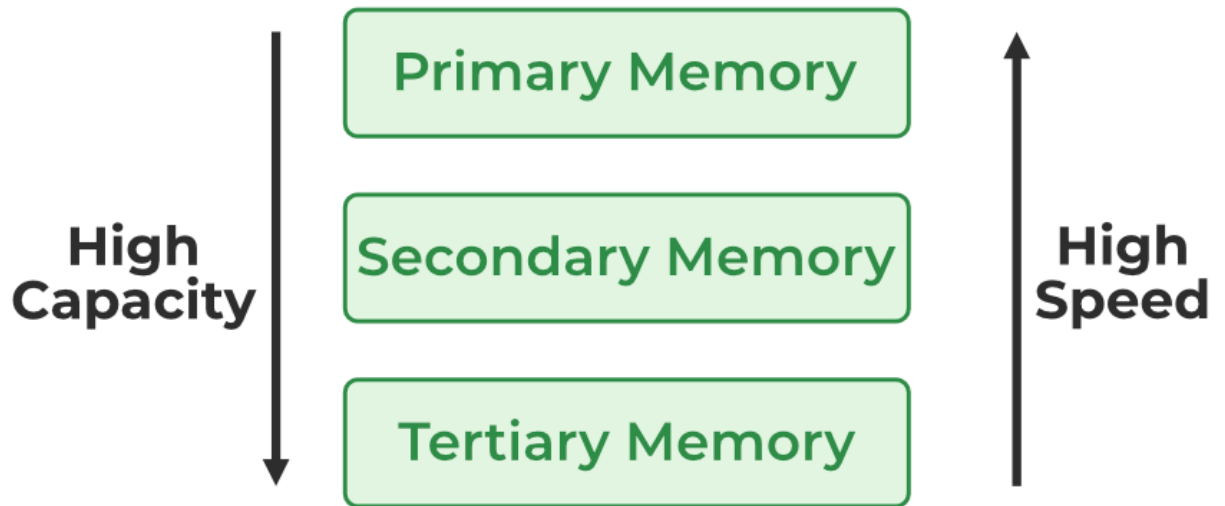 Primary Memory
High
Capacity
Secondary Memory
High
Speed
Tertiary Memory